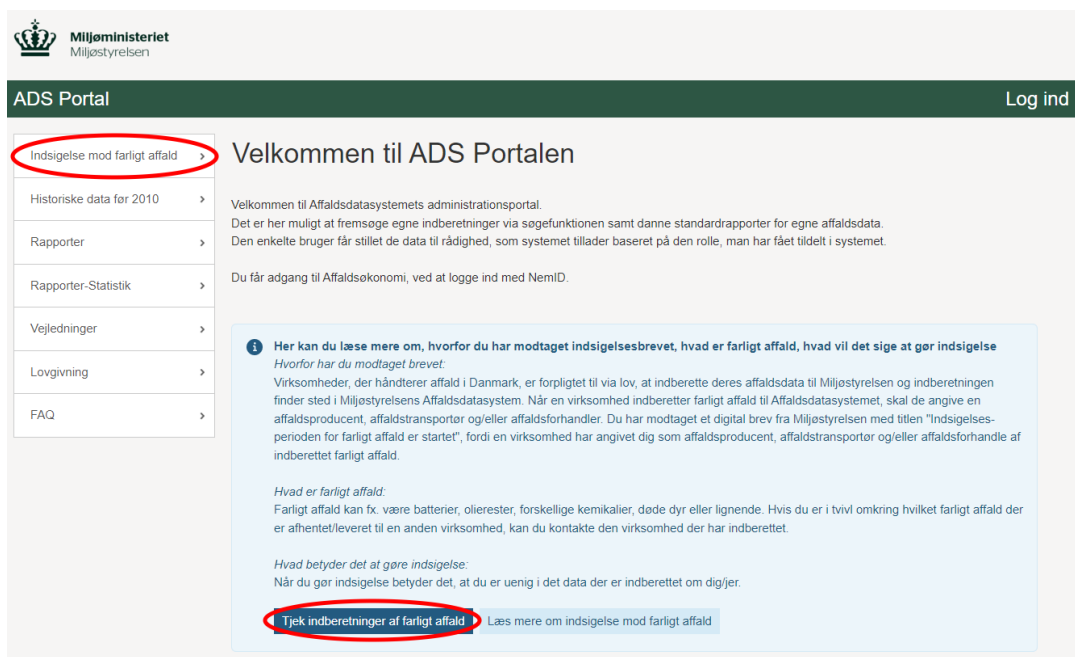 Miljøministeriet
Miljøstyrelsen
ADS Portal
Log ind
Indsigelse mod farligt affald
Historiske data før 2010
Rapporter
Rapporter-Statistik
Vejledninger
Lovgivning
FAQ
Velkommen til ADS Portalen
Velkommen til Affaldsdatasystemets administrationsportal.
Det er her muligt at fremsøge egne indberetninger via søgefunktionen samt danne standardrapporter for egne affaldsdata.
Den enkelte bruger får stillet de data til rådighed, som systemet tillader baseret på den rolle, man har fået tildelt i systemet.
Du får adgang til Affaldsøkonomi, ved at logge ind med NemID.
Her kan du læse mere om, hvorfor du har modtaget indsigelsesbrevet, hvad er farligt affald, hvad vil det sige at gør indsigelse
Hvorfor har du modtaget brevet:
Virksomheder, der håndterer affald i Danmark, er forpligtet til via lov, at indberette deres affaldsdata til Miljøstyrelsen og indberetningen
finder sted i Miljøstyrelsens Affaldsdatasystem. Når en virksomhed indberetter farligt affald til Affaldsdatasystemet, skal de angive en
affaldsproducent, affaldstransportør og/eller affaldsforhandler. Du har modtaget et digital brev fra Miljøstyrelsen med titlen "Indsigelses-
perioden for farligt affald er startet", fordi en virksomhed har angivet dig som affaldsproducent, affaldstransportør og/eller affaldsforhandle af
indberettet farligt affald.
Hvad er farligt affald:
Farligt affald kan fx. være batterier, olierester, forskellige kemikalier, døde dyr eller lignende. Hvis du er i tvivl omkring hvilket farligt affald der
er afhentet/leveret til en anden virksomhed, kan du kontakte den virksomhed der har indberettet.
Hvad betyder det at gøre indsigelse:
Når du gør indsigelse betyder det, at du er uenig i det data der er indberettet om dig/jer.
Tjek indberetninger af farligt affald
Læs mere om indsigelse mod farligt affald